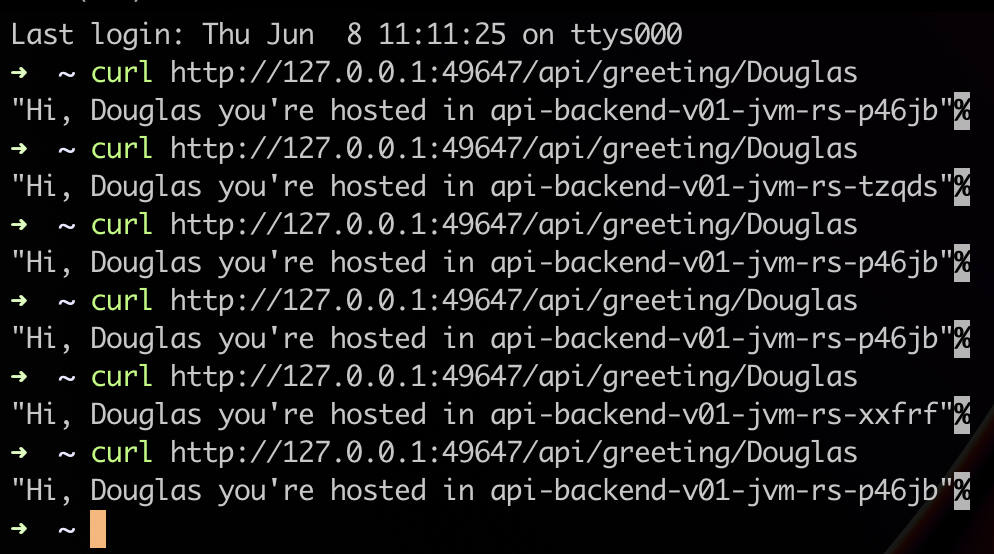 Last login: Thu Jun  8 11:11:25 on ttys000
➜  ~ curl http://127.0.0.1:49647/api/greeting/Douglas
"Hi, Douglas you're hosted in api-backend-v01-jvm-rs-p46jb"%
➜  ~ curl http://127.0.0.1:49647/api/greeting/Douglas
"Hi, Douglas you're hosted in api-backend-v01-jvm-rs-tzqds"%
➜  ~ curl http://127.0.0.1:49647/api/greeting/Douglas
"Hi, Douglas you're hosted in api-backend-v01-jvm-rs-p46jb"%
➜  ~ curl http://127.0.0.1:49647/api/greeting/Douglas
"Hi, Douglas you're hosted in api-backend-v01-jvm-rs-p46jb"%
➜  ~ curl http://127.0.0.1:49647/api/greeting/Douglas
"Hi, Douglas you're hosted in api-backend-v01-jvm-rs-xxfrf"%
➜  ~ curl http://127.0.0.1:49647/api/greeting/Douglas
"Hi, Douglas you're hosted in api-backend-v01-jvm-rs-p46jb"%
➜  ~